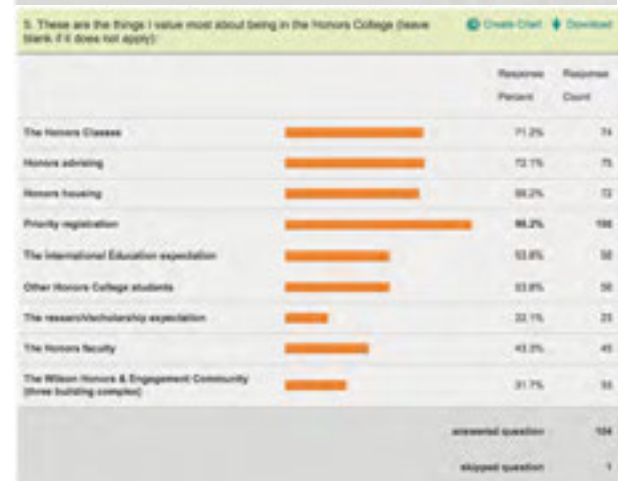 5. These are the things I value most about being in the Honors College (leave
blank if it does not apply):
Create Chart Download
Response Response
Percent Count
The Honors Classes 71.2% 74
Honors advising 72.1% 75
Honors housing 69.2% 72
Priority registration 96.2% 100
The International Education expectation 53.8% 56
Other Honors College students 53.8% 56
The research/scholarship expectation 22.1% 23
The Honors faculty 43.3% 45
The Wilson Honors & Engagement Community
(three building complex) 31.7% 33
answered question 104
skipped question 1